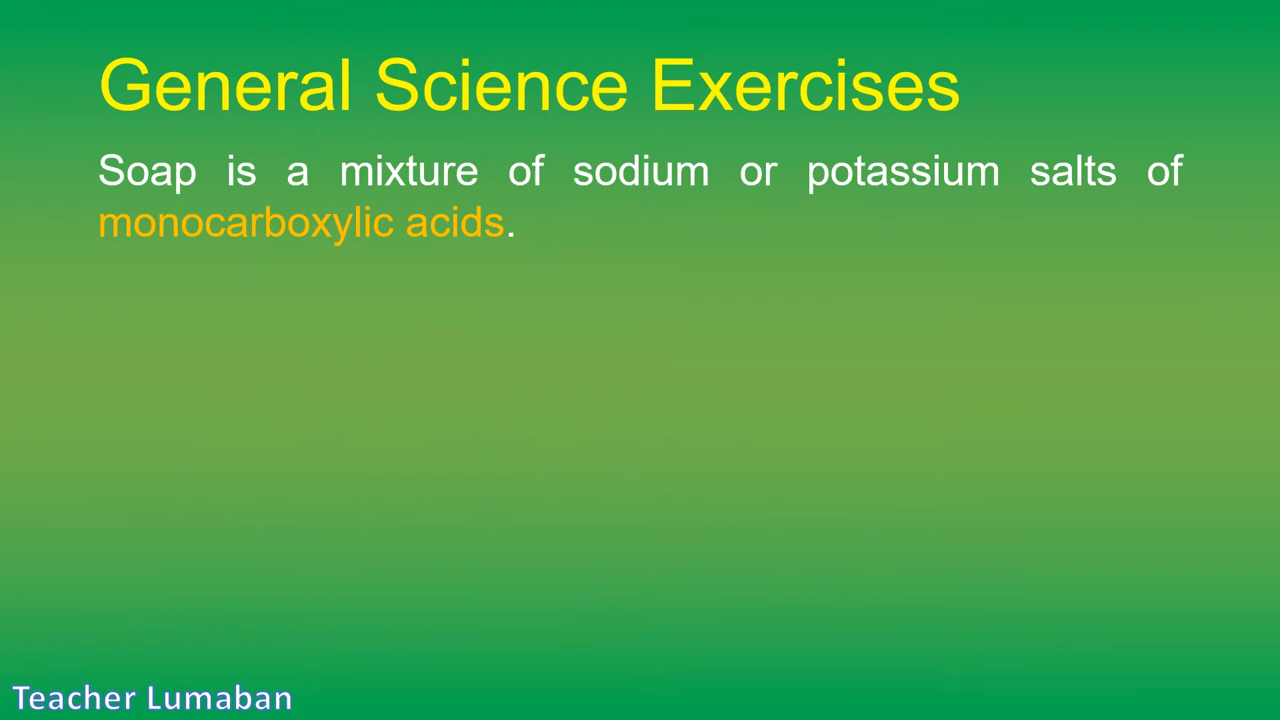 General Science Exercises
Soap is a mixture of sodium or potassium salts of
monocarboxylic acids.
Teacher Lumaban